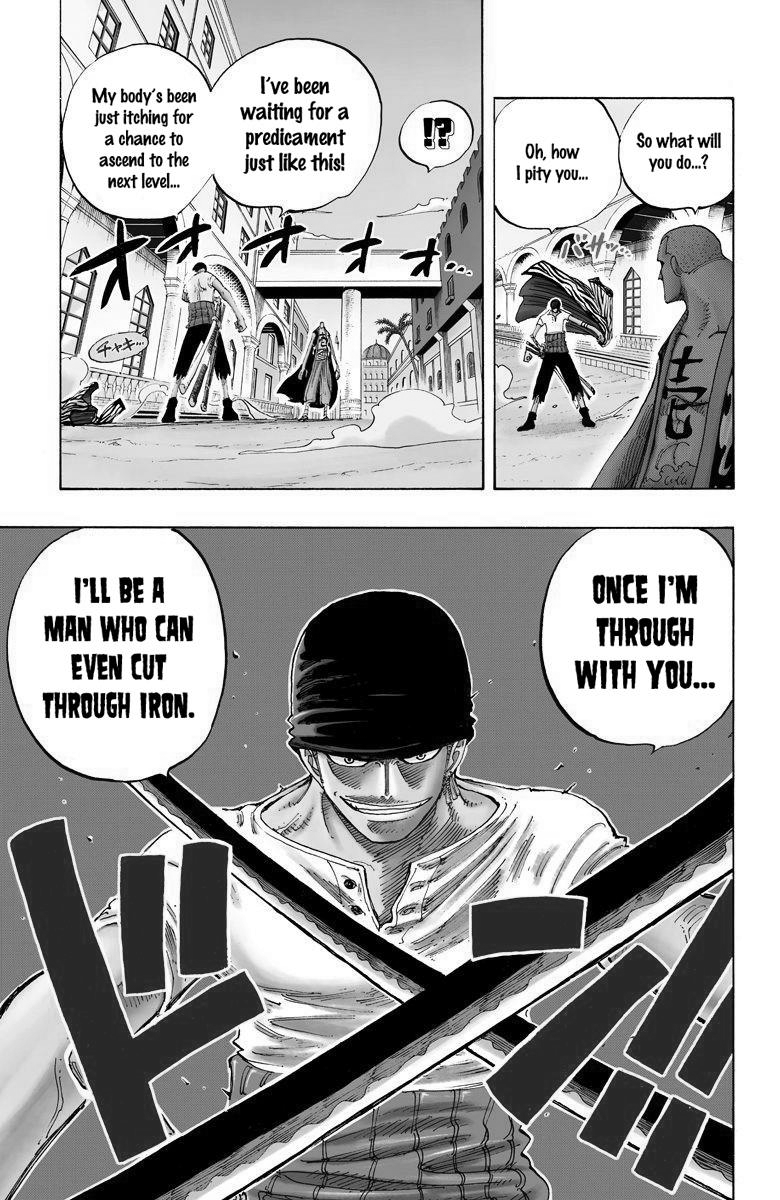 So what will
you do...?
Oh, how
I pity you...
バサッ...
壱
!?
I've been
waiting for a
predicament
just like this!
My body's been
just itching for
a chance to
ascend to the
next level...
オオオオオ
チャキ...
ONCE I'M
THROUGH
WITH YOU...
I'LL BE A
MAN WHO CAN
EVEN CUT
THROUGH IRON.
ドン